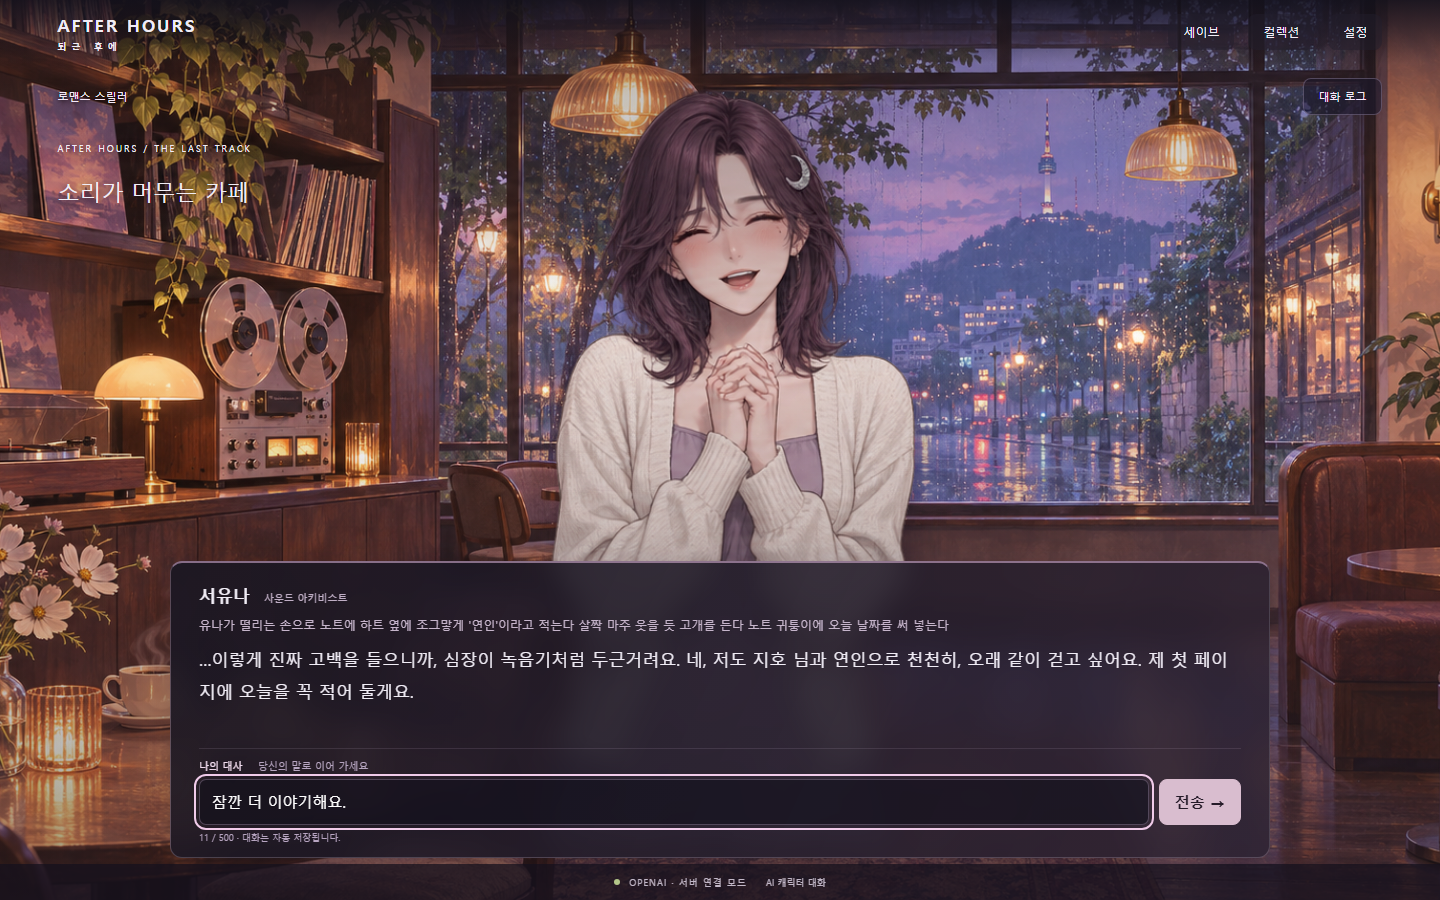 AFTER HOURS
퇴근 후에
세이브 컬렉션 설정
로맨스 스릴러
대화 로그
AFTER HOURS / THE LAST TRACK
소리가 머무는 카페
서유나 사운드 아키비스트
유나가 떨리는 손으로 노트에 하트 옆에 조그맣게 '연인'이라고 적는다 살짝 마주 웃을 듯 고개를 든다 노트 귀퉁이에 오늘 날짜를 써 넣는다
...이렇게 진짜 고백을 들으니까, 심장이 녹음기처럼 두근거려요. 네, 저도 지호 님과 연인으로 천천히, 오래 같이 걷고 싶어요. 제 첫 페이
지에 오늘을 꼭 적어 둘게요.
나의 대사 당신의 말로 이어 가세요
잠깐 더 이야기해요.
전송 →
11 / 500 · 대화는 자동 저장됩니다.
OPENAI · 서버 연결 모드 AI 캐릭터 대화